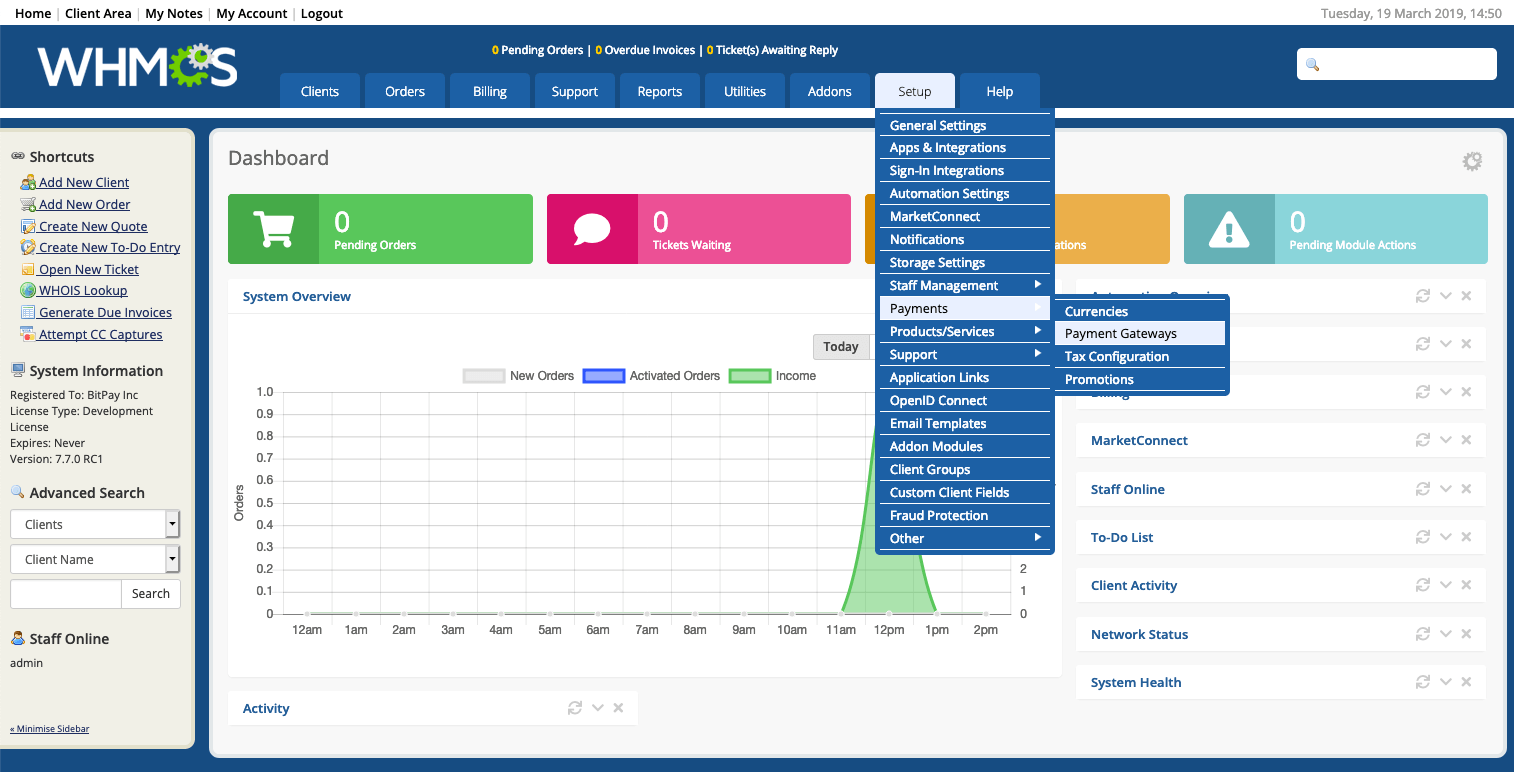 Home | Client Area | My Notes | My Account | Logout
Tuesday, 19 March 2019, 14:50
WHMCS
0 Pending Orders | 0 Overdue Invoices | 0 Ticket(s) Awaiting Reply
Clients Orders Billing Support Reports Utilities Addons Setup Help
Shortcuts
Add New Client
Add New Order
Create New Quote
Create New To-Do Entry
Open New Ticket
WHOIS Lookup
Generate Due Invoices
Attempt CC Captures
System Information
Registered To: BitPay Inc
License Type: Development
License
Expires: Never
Version: 7.7.0 RC1
Advanced Search
Clients
Client Name
Search
Staff Online
admin
« Minimise Sidebar
Dashboard
0
Pending Orders
0
Tickets Waiting
0
Pending Module Actions
System Overview
Today
New Orders Activated Orders Income
Orders
1.0
0.9
0.8
0.7
0.6
0.5
0.4
0.3
0.2
0.1
0
2
1
0
12am 1am 2am 3am 4am 5am 6am 7am 8am 9am 10am 11am 12pm 1pm 2pm
Activity
General Settings
Apps & Integrations
Sign-In Integrations
Automation Settings
MarketConnect
Notifications
Storage Settings
Staff Management
Payments
Products/Services
Support
Application Links
OpenID Connect
Email Templates
Addon Modules
Client Groups
Custom Client Fields
Fraud Protection
Other
Currencies
Payment Gateways
Tax Configuration
Promotions
Billing
MarketConnect
Staff Online
To-Do List
Client Activity
Network Status
System Health